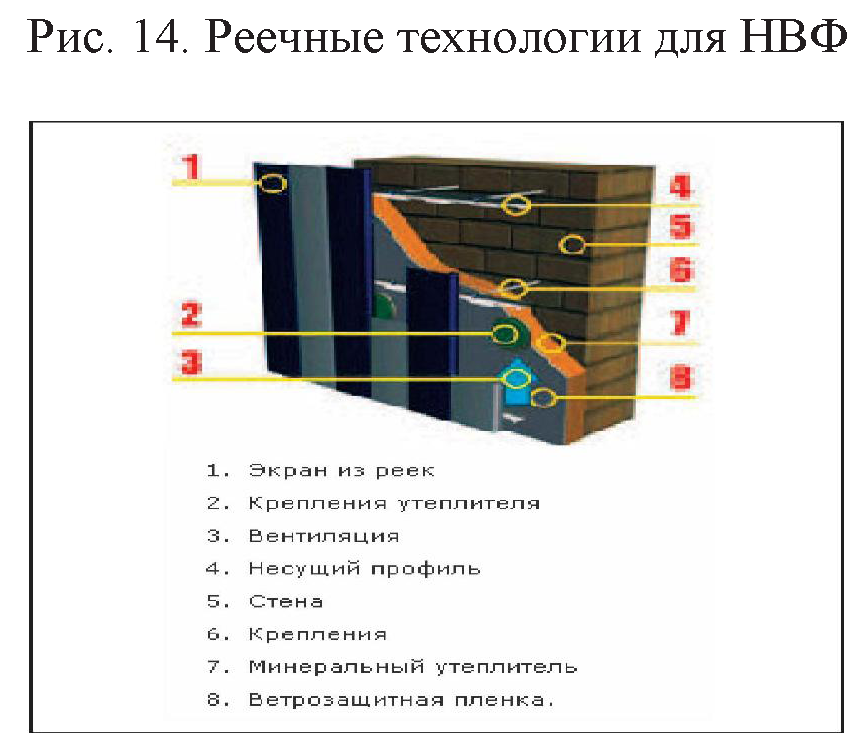 Рис. 14. Реечные технологии для НВФ
1
4
5
6
2
7
3
8
1. Экран из реек
2. Крепления утеплителя
3. Вентиляция
4. Несущий профиль
5. Стена
6. Крепления
7. Минеральный утеплитель
8. Ветрозащитная пленка.